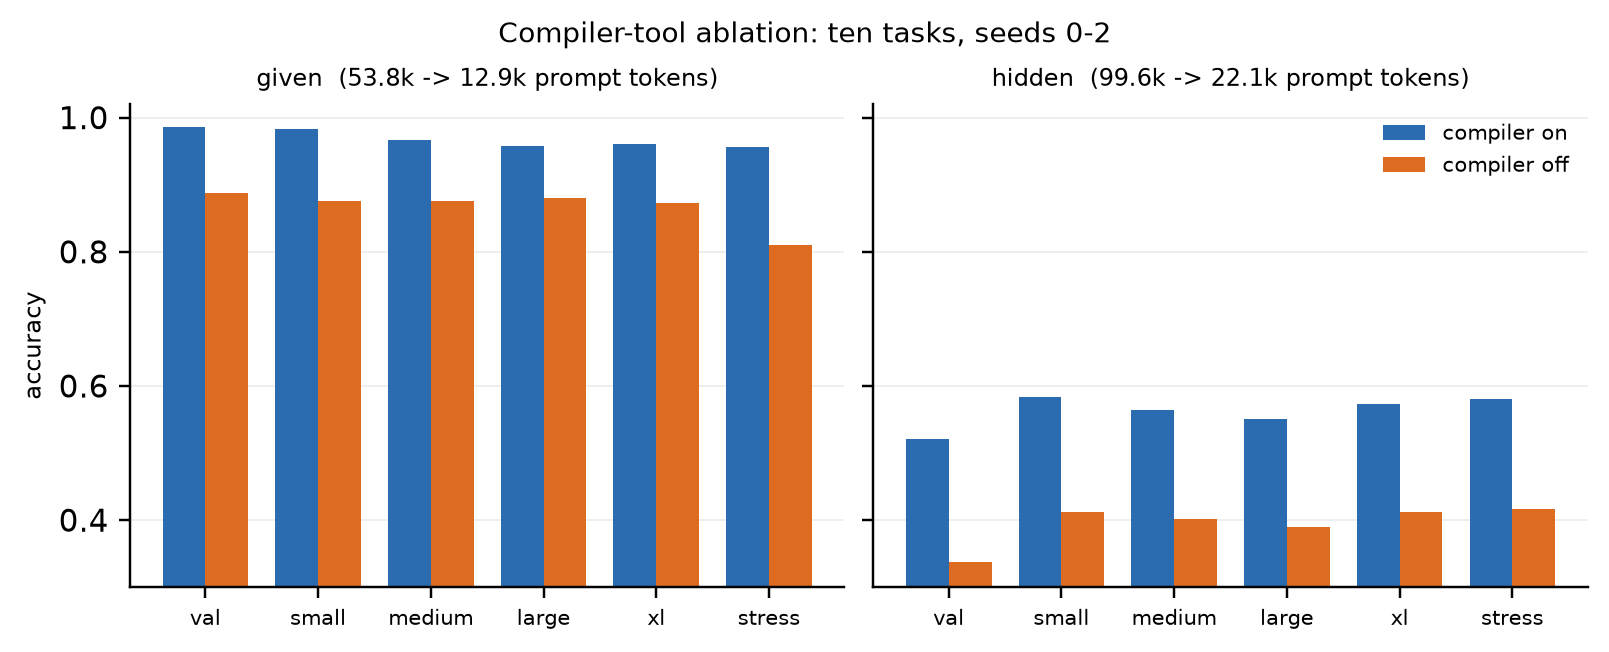 Compiler-tool ablation: ten tasks, seeds 0-2
given (53.8k -> 12.9k prompt tokens)
hidden (99.6k -> 22.1k prompt tokens)
1.0
0.8
0.6
0.4
accuracy
compiler on
compiler off
val small medium large xl stress
val small medium large xl stress